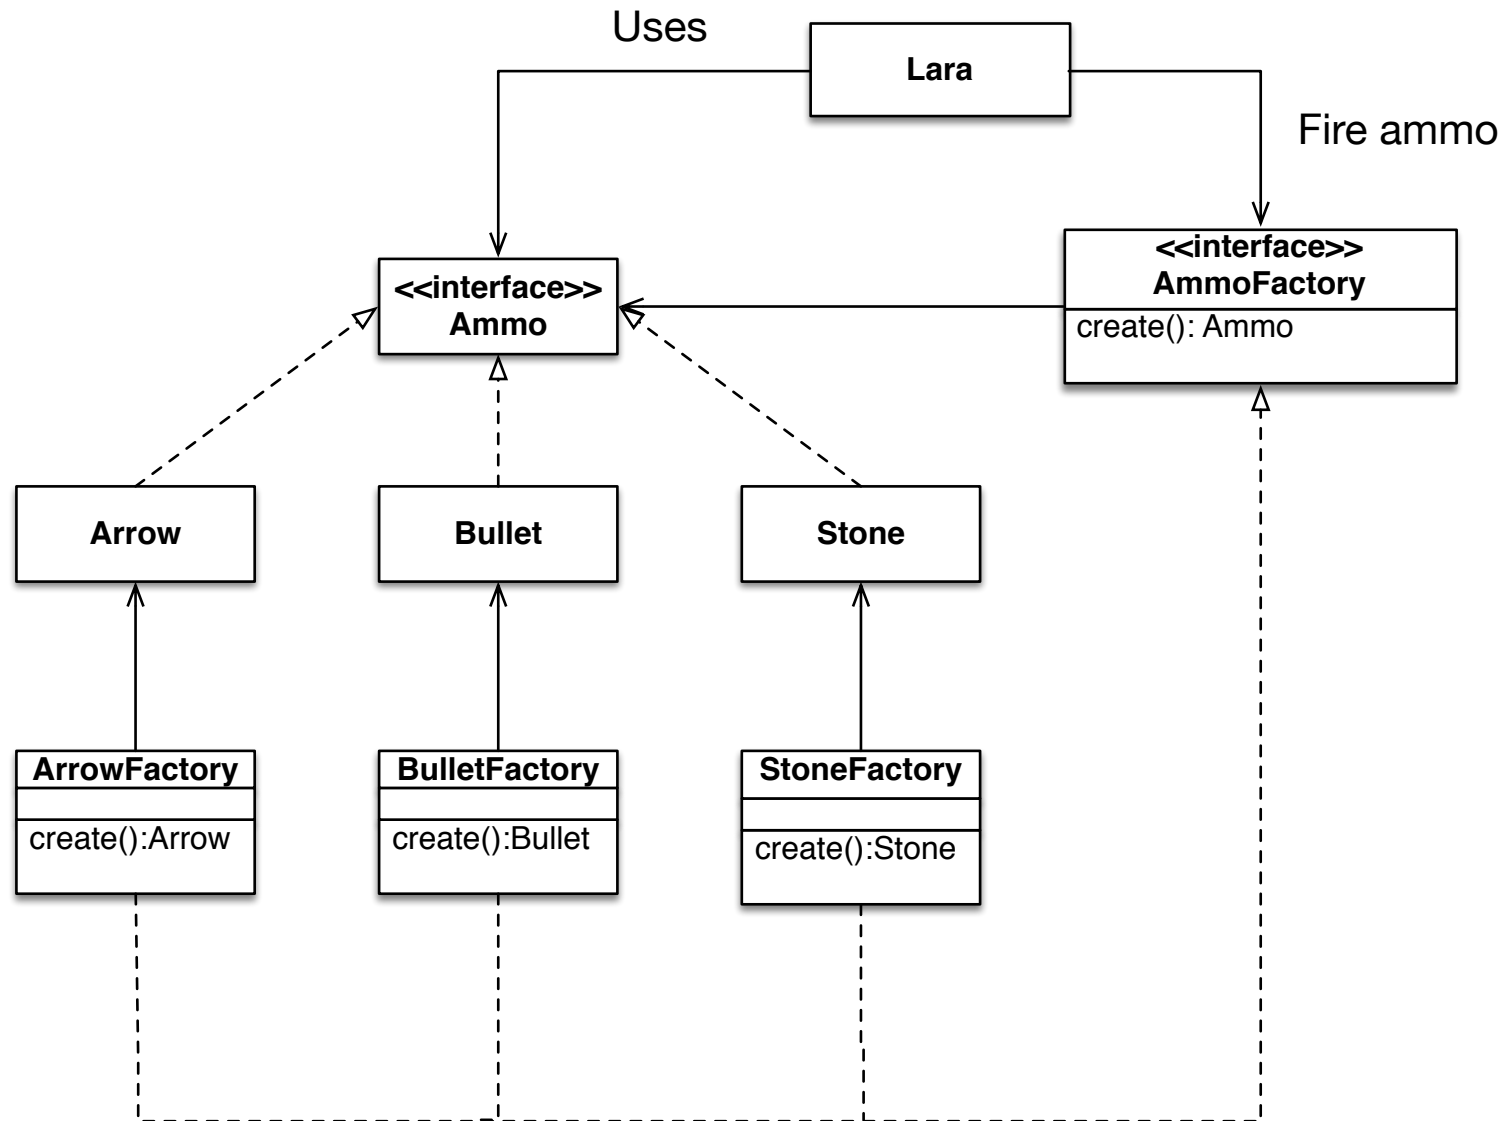 Uses
Lara
Fire ammo
<<interface>>
AmmoFactory
create(): Ammo
<<interface>>
Ammo
Arrow
Bullet
Stone
ArrowFactory
create():Arrow
BulletFactory
create():Bullet
StoneFactory
create():Stone